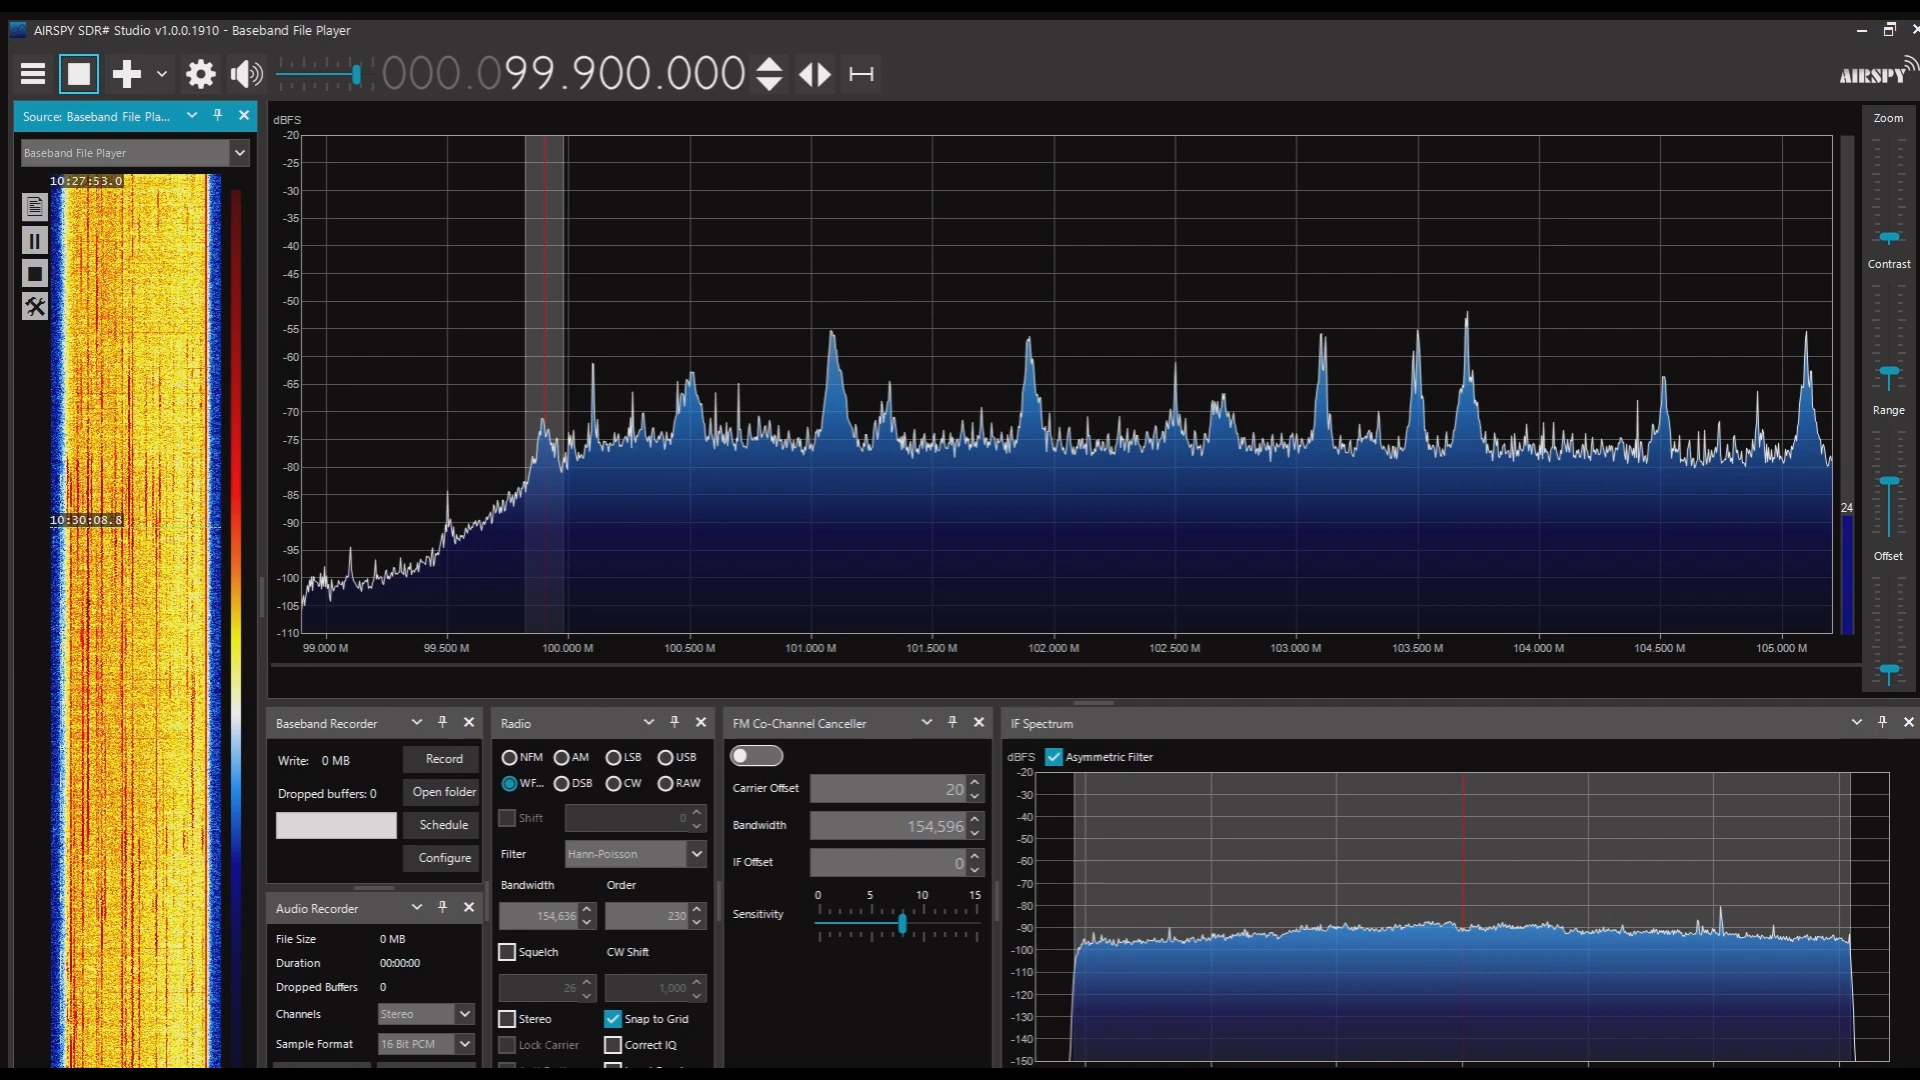 AIRSPY SDR# Studio v1.0.0.1910 - Baseband File Player
000.099.900.000
AIRSPY
Source: Baseband File Pla...
Baseband File Player
10:27:53.0
10:30:08.8
dBFS
-20
-25
-30
-35
-40
-45
-50
-55
-60
-65
-70
-75
-80
-85
-90
-95
-100
-105
-110
99.000 M 99.500 M 100.000 M 100.500 M 101.000 M 101.500 M 102.000 M 102.500 M 103.000 M 103.500 M 104.000 M 104.500 M 105.000 M
24
Zoom
Contrast
Range
Offset
Baseband Recorder
Write: 0 MB
Record
Dropped buffers: 0
Open folder
Schedule
Configure
Audio Recorder
File Size 0 MB
Duration 00:00:00
Dropped Buffers 0
Channels Stereo
Sample Format 16 Bit PCM
Radio
NFM AM LSB USB
WF... DSB CW RAW
Shift 0
Filter Hann-Poisson
Bandwidth Order
154,636 230
Squelch CW Shift
26 1,000
Stereo Snap to Grid
Lock Carrier Correct IQ
FM Co-Channel Canceller
Carrier Offset 20
Bandwidth 154,596
IF Offset 0
0 5 10 15
Sensitivity
IF Spectrum
dBFS Asymmetric Filter
-20
-30
-40
-50
-60
-70
-80
-90
-100
-110
-120
-130
-140
-150